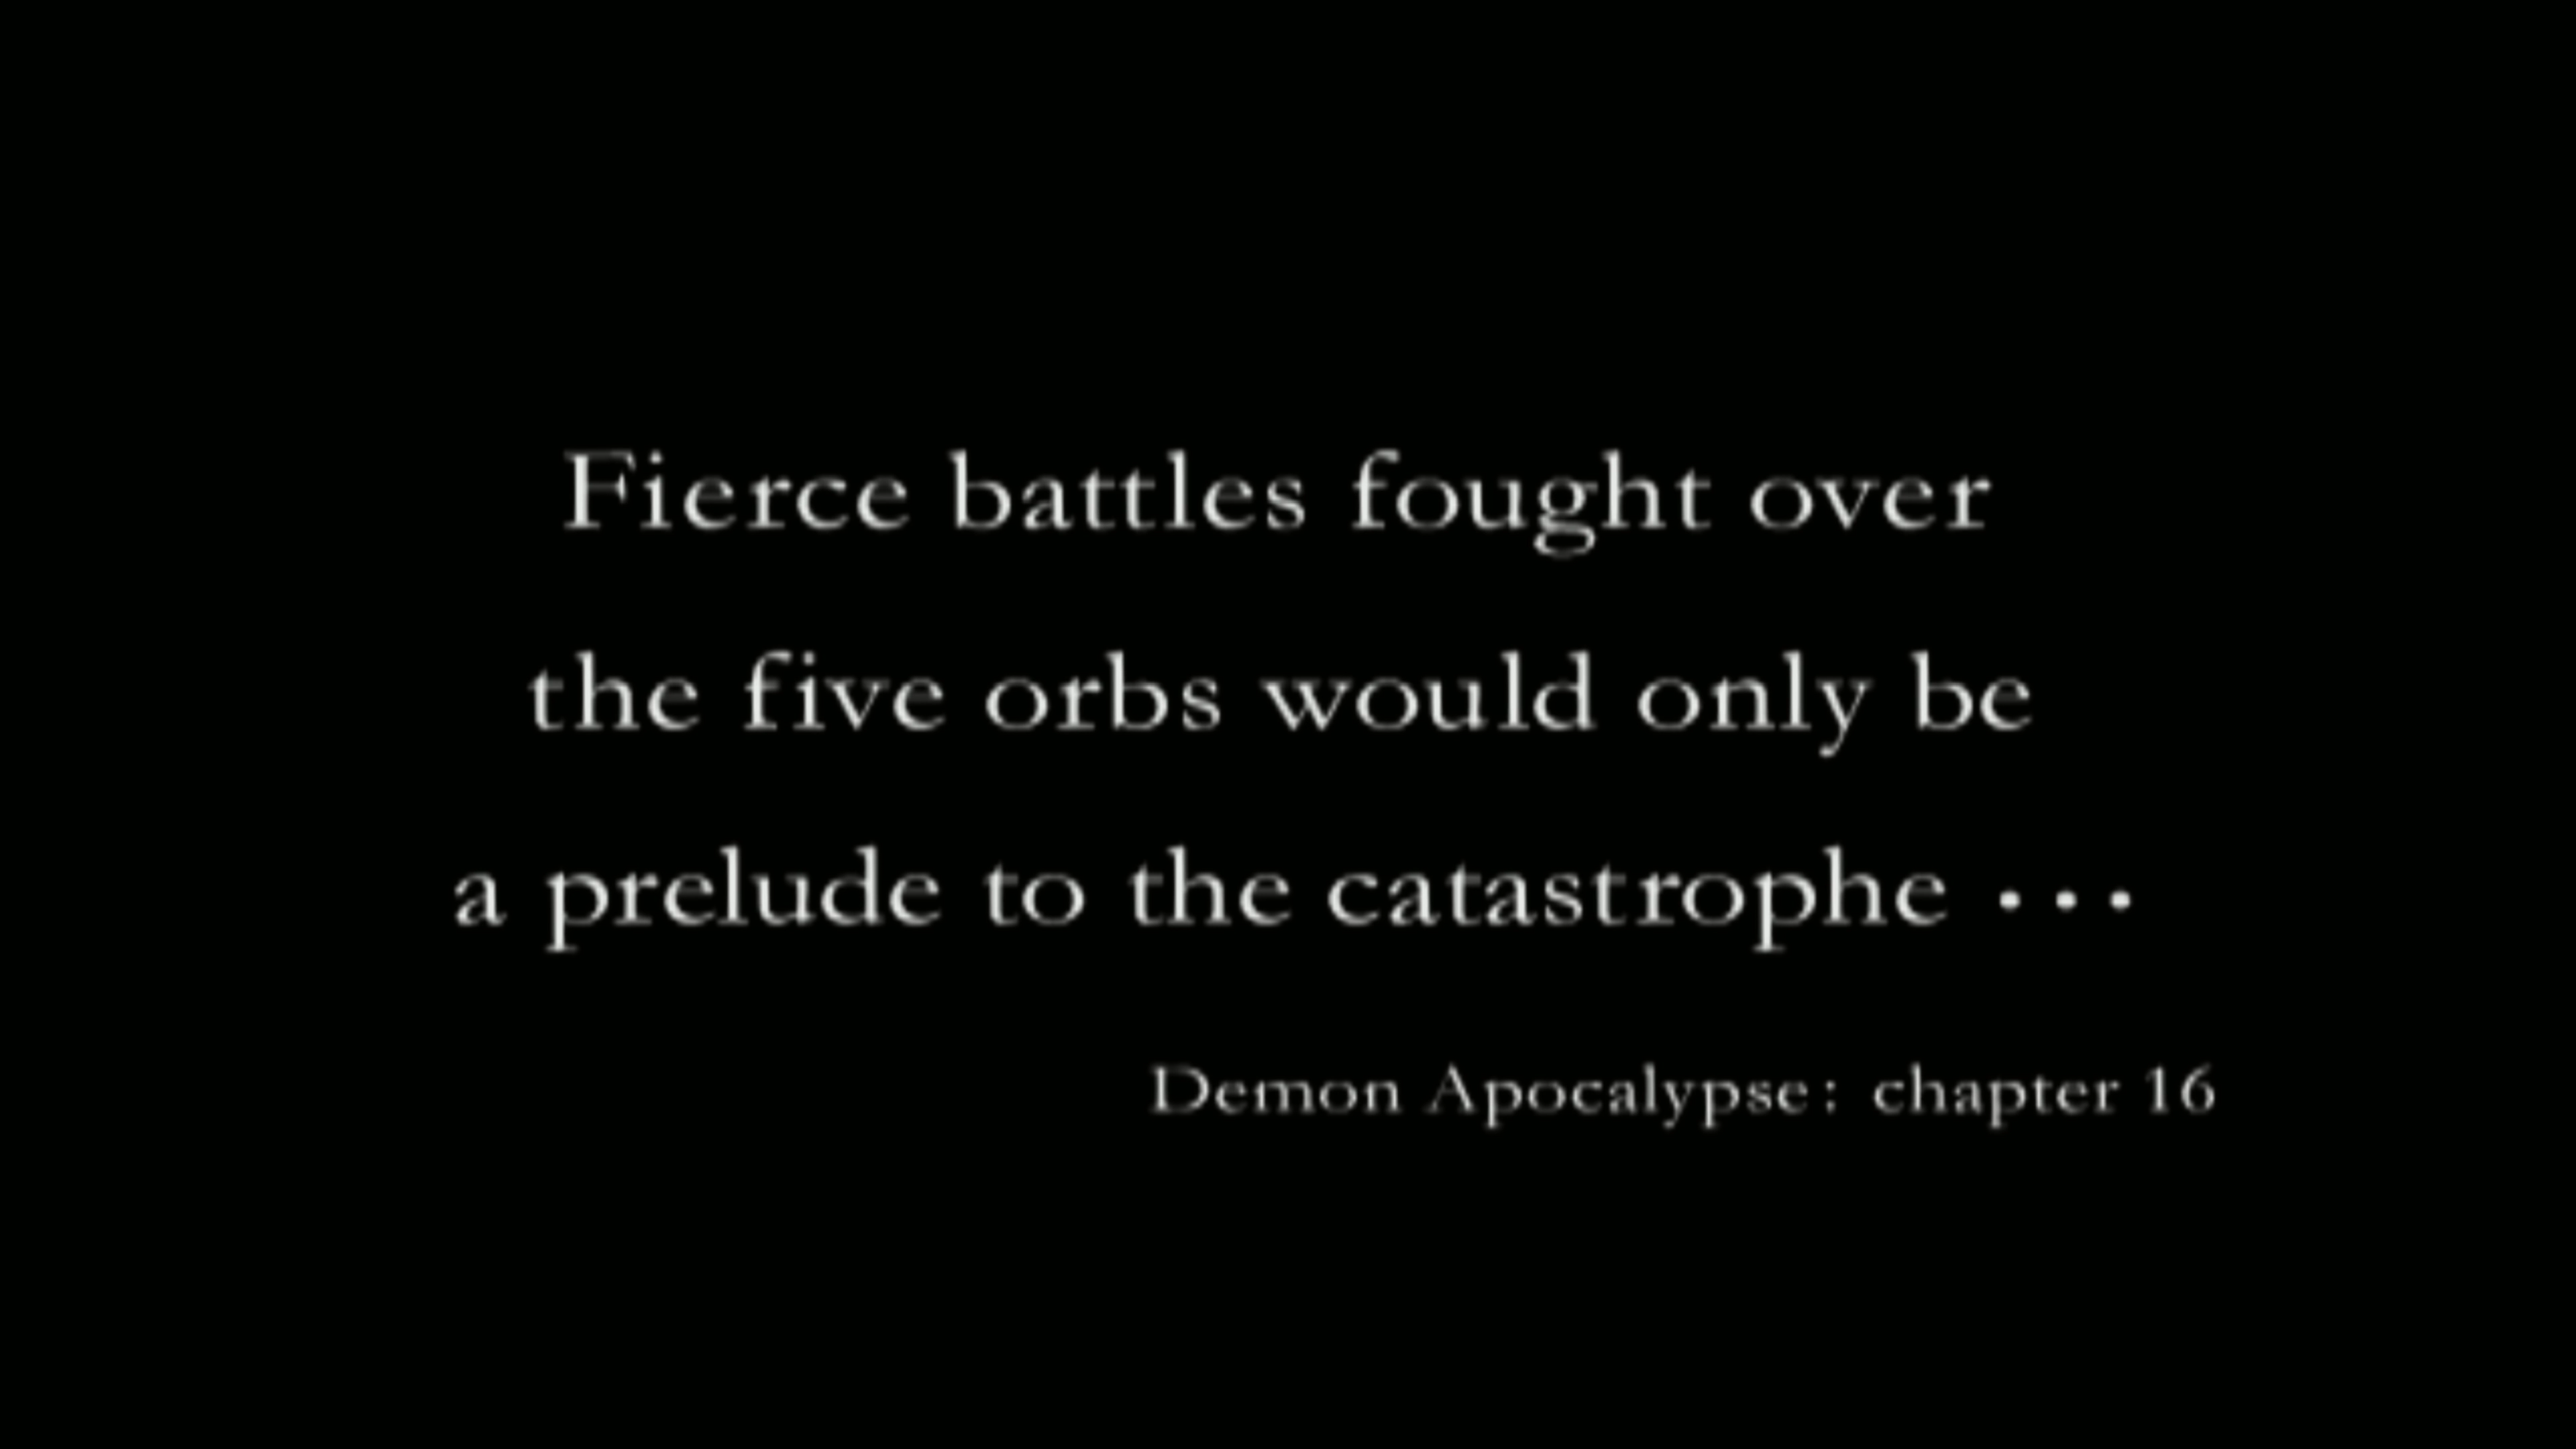 Fierce battles fought over
the five orbs would only be
a prelude to the catastrophe ···
Demon Apocalypse: chapter 16